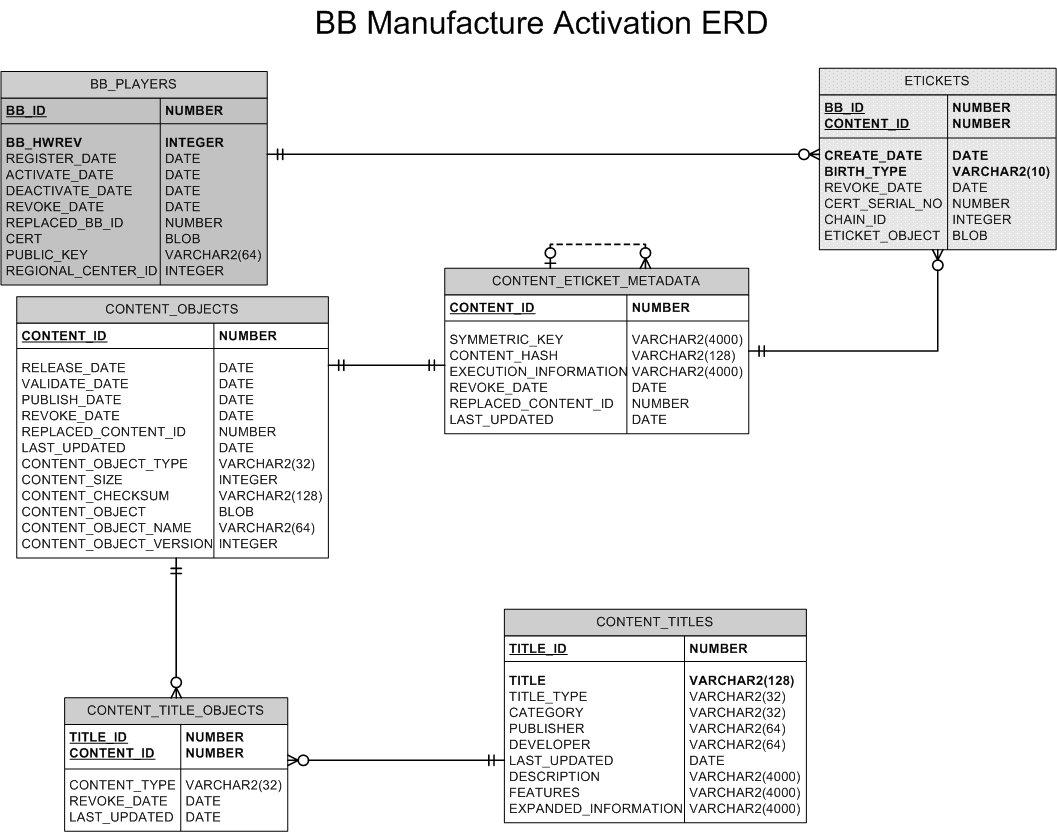 BB Manufacture Activation ERD
BB_PLAYERS
BB_ID NUMBER
BB_HWREV INTEGER
REGISTER_DATE DATE
ACTIVATE_DATE DATE
DEACTIVATE_DATE DATE
REVOKE_DATE DATE
REPLACED_BB_ID NUMBER
CERT BLOB
PUBLIC_KEY VARCHAR2(64)
REGIONAL_CENTER_ID INTEGER
ETICKETS
BB_ID NUMBER
CONTENT_ID NUMBER
CREATE_DATE DATE
BIRTH_TYPE VARCHAR2(10)
REVOKE_DATE DATE
CERT_SERIAL_NO NUMBER
CHAIN_ID INTEGER
ETICKET_OBJECT BLOB
CONTENT_ETICKET_METADATA
CONTENT_ID NUMBER
SYMMETRIC_KEY VARCHAR2(4000)
CONTENT_HASH VARCHAR2(128)
EXECUTION_INFORMATION VARCHAR2(4000)
REVOKE_DATE DATE
REPLACED_CONTENT_ID NUMBER
LAST_UPDATED DATE
CONTENT_OBJECTS
CONTENT_ID NUMBER
RELEASE_DATE DATE
VALIDATE_DATE DATE
PUBLISH_DATE DATE
REVOKE_DATE DATE
REPLACED_CONTENT_ID NUMBER
LAST_UPDATED DATE
CONTENT_OBJECT_TYPE VARCHAR2(32)
CONTENT_SIZE INTEGER
CONTENT_CHECKSUM VARCHAR2(128)
CONTENT_OBJECT BLOB
CONTENT_OBJECT_NAME VARCHAR2(64)
CONTENT_OBJECT_VERSION INTEGER
CONTENT_TITLES
TITLE_ID NUMBER
TITLE VARCHAR2(128)
TITLE_TYPE VARCHAR2(32)
CATEGORY VARCHAR2(32)
PUBLISHER VARCHAR2(64)
DEVELOPER VARCHAR2(64)
LAST_UPDATED DATE
DESCRIPTION VARCHAR2(4000)
FEATURES VARCHAR2(4000)
EXPANDED_INFORMATION VARCHAR2(4000)
CONTENT_TITLE_OBJECTS
TITLE_ID NUMBER
CONTENT_ID NUMBER
CONTENT_TYPE VARCHAR2(32)
REVOKE_DATE DATE
LAST_UPDATED DATE